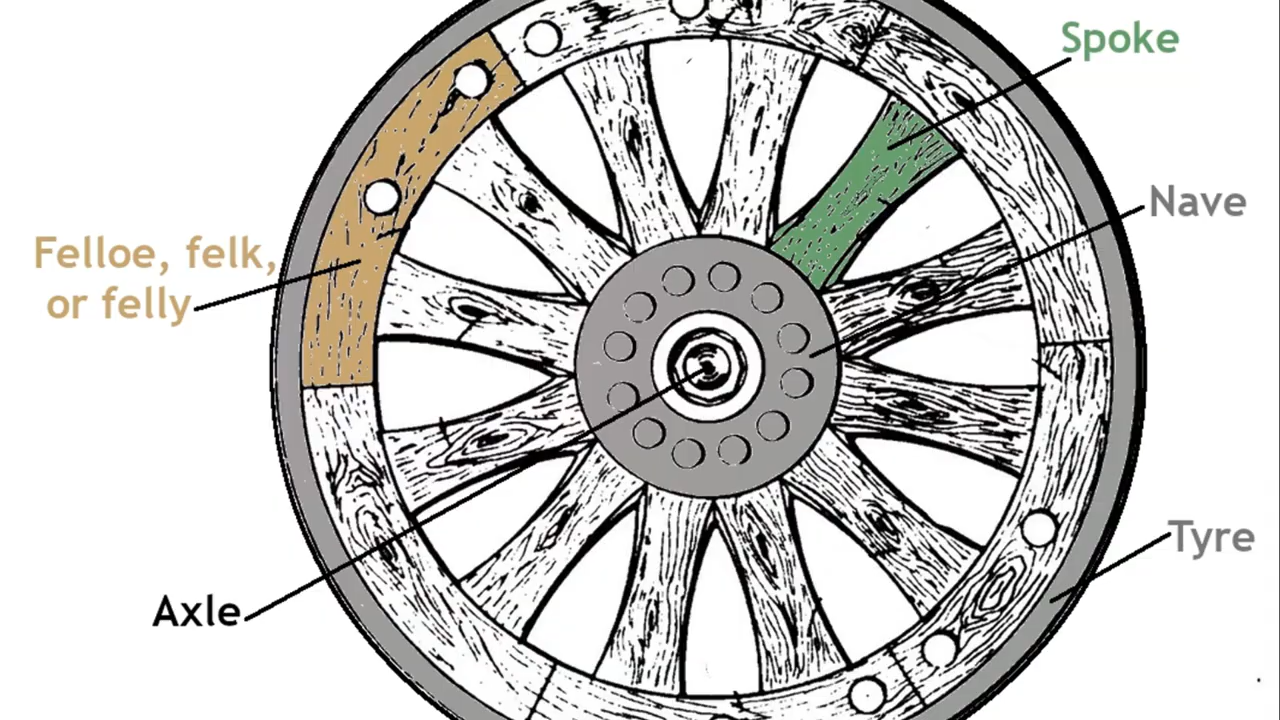 Spoke
Nave
Felloe, felk,
or felly
Tyre
Axle